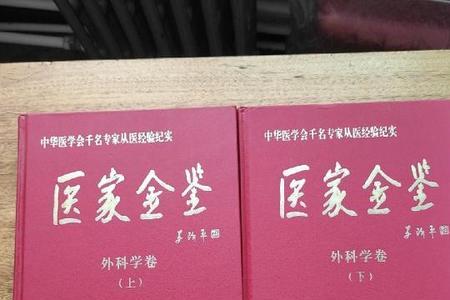 中华医学会千名专家从医经验纪实
医家金鉴
外科学卷
(上)
中华医学会千名专家从医经验纪实
医家金鉴
外科学卷
(下)